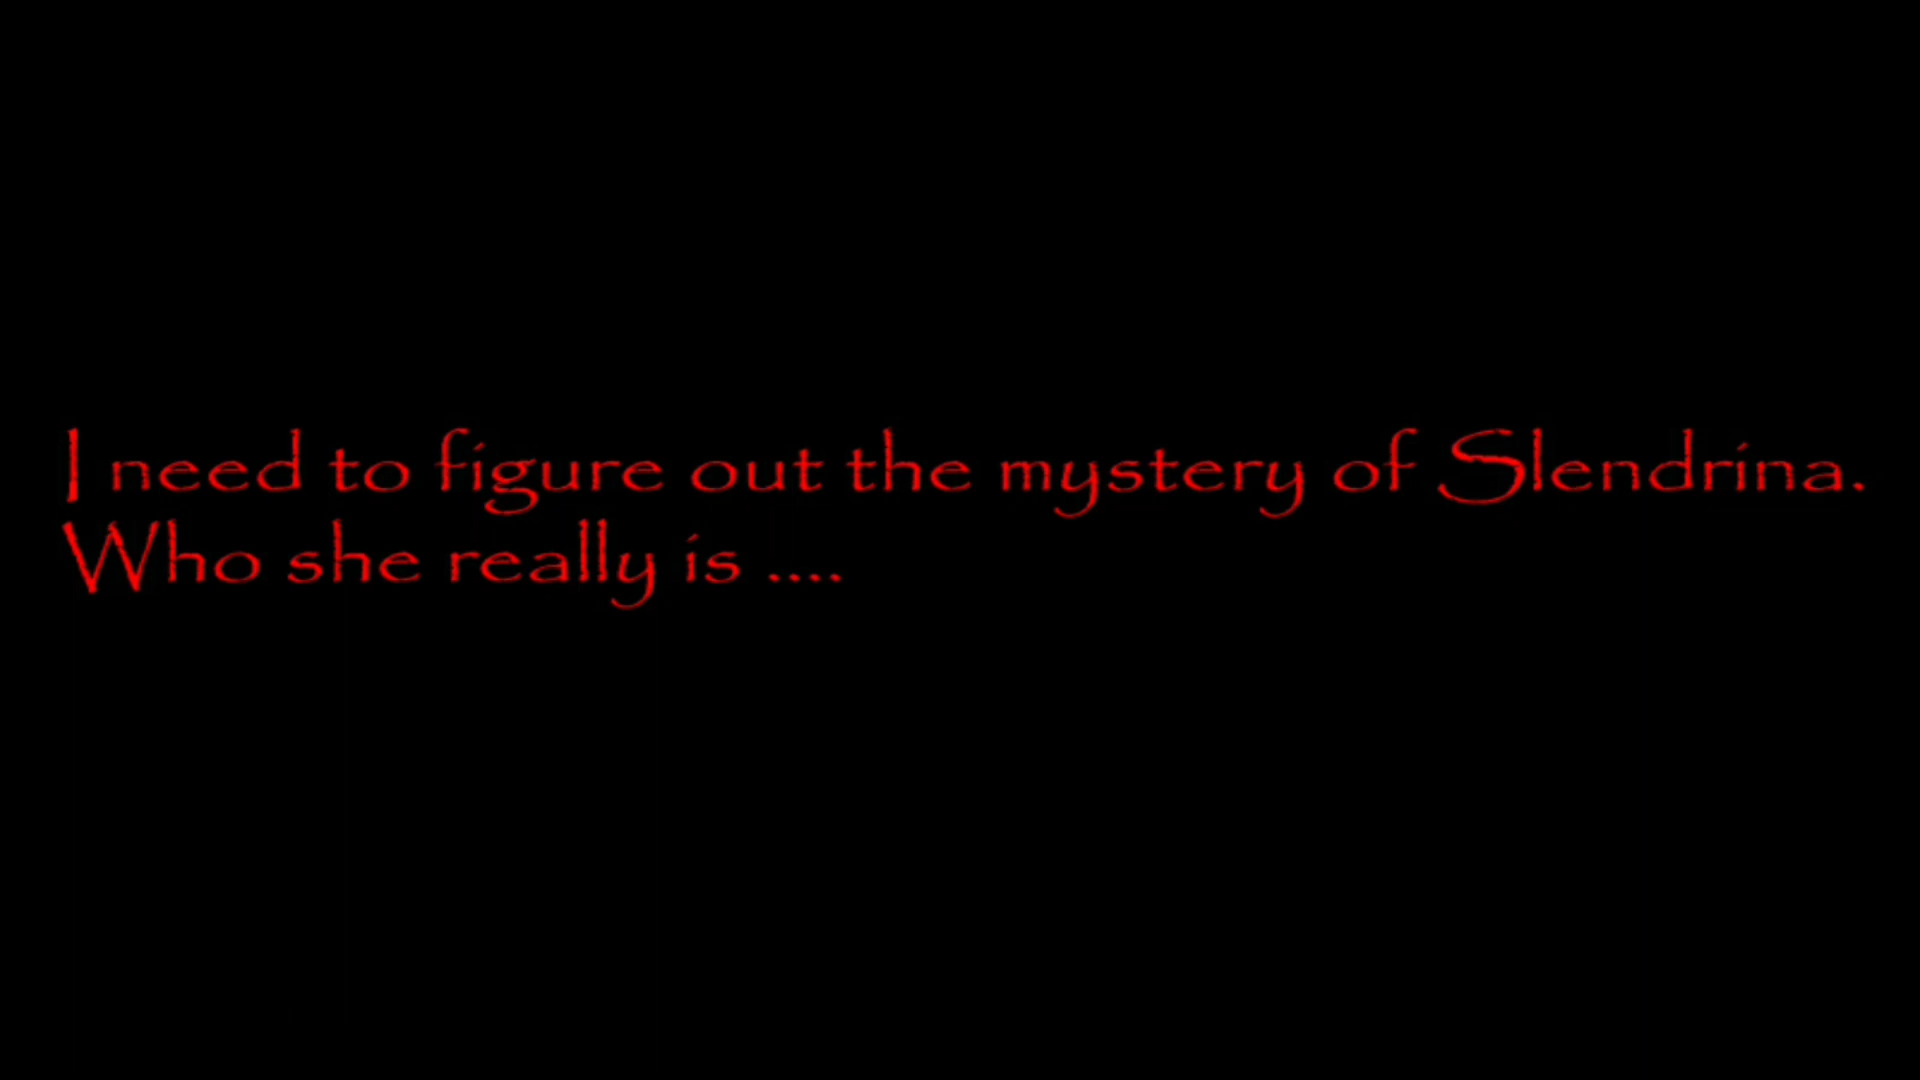 I need to figure out the mystery of Slendrina.
Who she really is ....